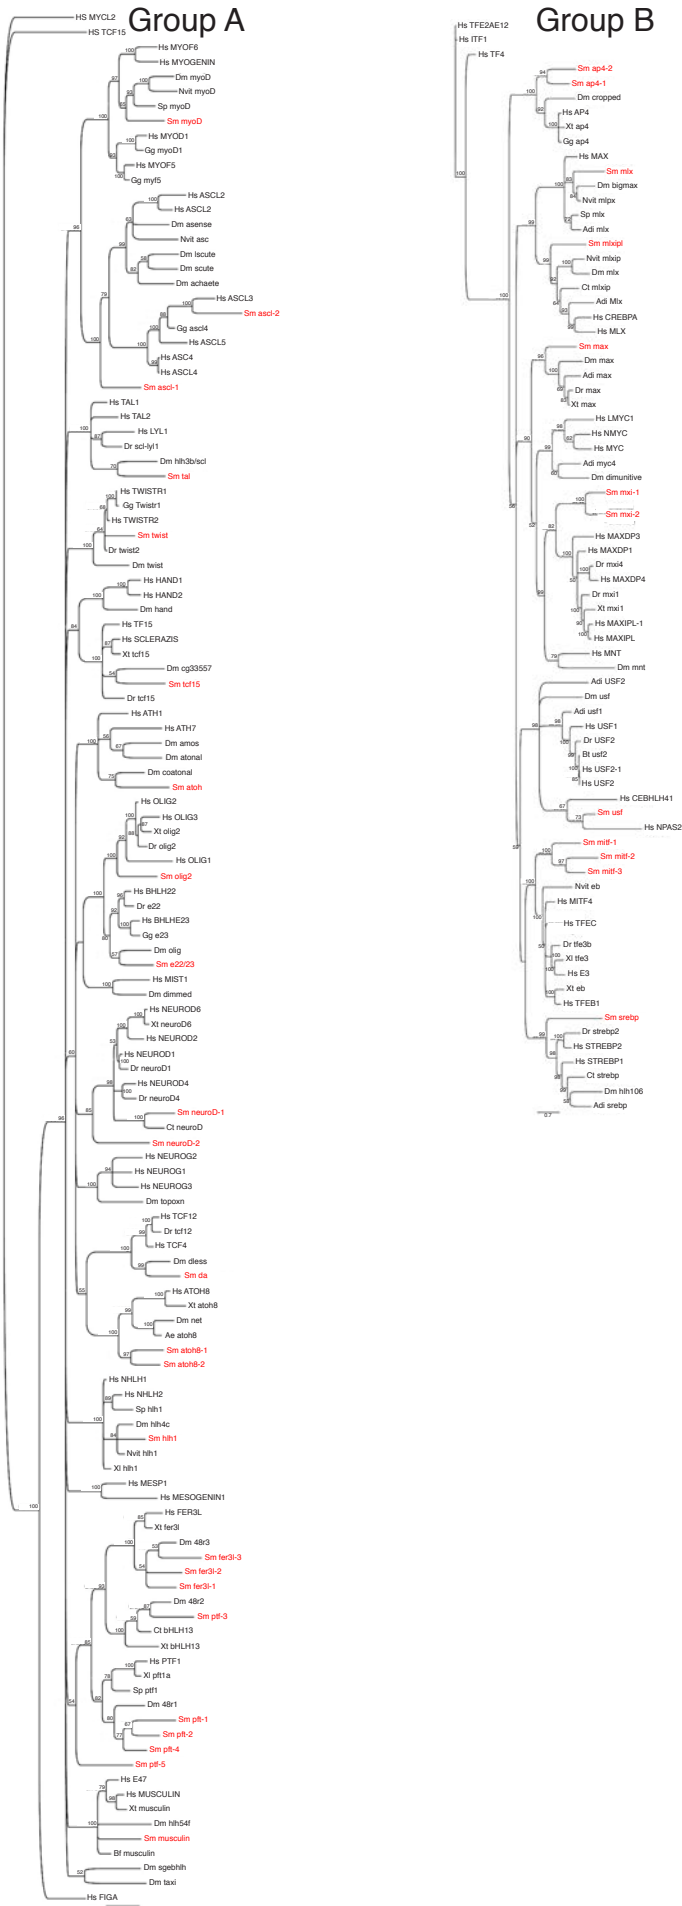 Group A
HS MYCL2
HS TCF15
Hs MYOF6
Hs MYOGENIN
Dm myoD
Nvit myoD
Sp myoD
Sm myoD
Hs MYOD1
Gg myoD1
Hs MYOF5
Gg myf5
Hs ASCL2
Hs ASCL2
Dm asense
Nvit asc
Dm lscute
Dm scute
Dm achaete
Hs ASCL3
Sm ascl-2
Gg ascl4
Hs ASCL5
Hs ASC4
Hs ASCL4
Sm ascl-1
Hs TAL1
Hs TAL2
Hs LYL1
Dr scl-lyl1
Dm hlh3b/scl
Sm tal
Hs TWISTR1
Gg Twistr1
Hs TWISTR2
Sm twist
Dr twist2
Dm twist
Hs HAND1
Hs HAND2
Dm hand
Hs TF15
Hs SCLERAZIS
Xt tcf15
Dm cg33557
Sm tcf15
Dr tcf15
Hs ATH1
Hs ATH7
Dm amos
Dm atonal
Dm coatonal
Sm atoh
Hs OLIG2
Hs OLIG3
Xt olig2
Dr olig2
Hs OLIG1
Sm olig2
Hs BHLH22
Dr e22
Hs BHLHE23
Gg e23
Dm olig
Sm e22/23
Hs MIST1
Dm dimmed
Hs NEUROD6
Xt neuroD6
Hs NEUROD2
Hs NEUROD1
Dr neuroD1
Hs NEUROD4
Dr neuroD4
Sm neuroD-1
Ct neuroD
Sm neuroD-2
Hs NEUROG2
Hs NEUROG1
Hs NEUROG3
Dm topoxn
Hs TCF12
Dr tcf12
Hs TCF4
Dm dless
Sm da
Hs ATOH8
Xt atoh8
Dm net
Ae atoh8
Sm atoh8-1
Sm atoh8-2
Hs NHLH1
Hs NHLH2
Sp hlh1
Dm hlh4c
Sm hlh1
Nvit hlh1
Xl hlh1
Hs MESP1
Hs MESOGENIN1
Hs FER3L
Xt fer3l
Dm 48r3
Sm fer3l-3
Sm fer3l-2
Sm fer3l-1
Dm 48r2
Sm ptf-3
Ct bHLH13
Xt bHLH13
Hs PTF1
Xl pft1a
Sp ptf1
Dm 48r1
Sm pft-1
Sm pft-2
Sm pft-4
Sm ptf-5
Hs E47
Hs MUSCULIN
Xt musculin
Dm hlh54f
Sm musculin
Bf musculin
Dm sgebhlh
Dm taxi
Hs FIGA
Group B
Hs TFE2AE12
Hs ITF1
Hs TF4
Sm ap4-2
Sm ap4-1
Dm cropped
Hs AP4
Xt ap4
Gg ap4
Hs MAX
Sm mlx
Dm bigmax
Nvit mlpx
Sp mlx
Adi mlx
Sm mlxipl
Nvit mlxip
Dm mlx
Ct mlxip
Adi Mlx
Hs CREBPA
Hs MLX
Sm max
Dm max
Adi max
Dr max
Xt max
Hs LMYC1
Hs NMYC
Hs MYC
Adi myc4
Dm dimunitive
Sm mxi-1
Sm mxi-2
Hs MAXDP3
Hs MAXDP1
Dr mxi4
Hs MAXDP4
Dr mxi1
Xt mxi1
Hs MAXIPL-1
Hs MAXIPL
Hs MNT
Dm mnt
Adi USF2
Dm usf
Adi usf1
Hs USF1
Dr USF2
Bt usf2
Hs USF2-1
Hs USF2
Hs CEBHLH41
Sm usf
Hs NPAS2
Sm mitf-1
Sm mitf-2
Sm mitf-3
Nvit eb
Hs MITF4
Hs TFEC
Dr tfe3b
Xl tfe3
Hs E3
Xt eb
Hs TFEB1
Sm srebp
Dr strebp2
Hs STREBP2
Hs STREBP1
Ct strebp
Dm hlh106
Adi srebp
0.7